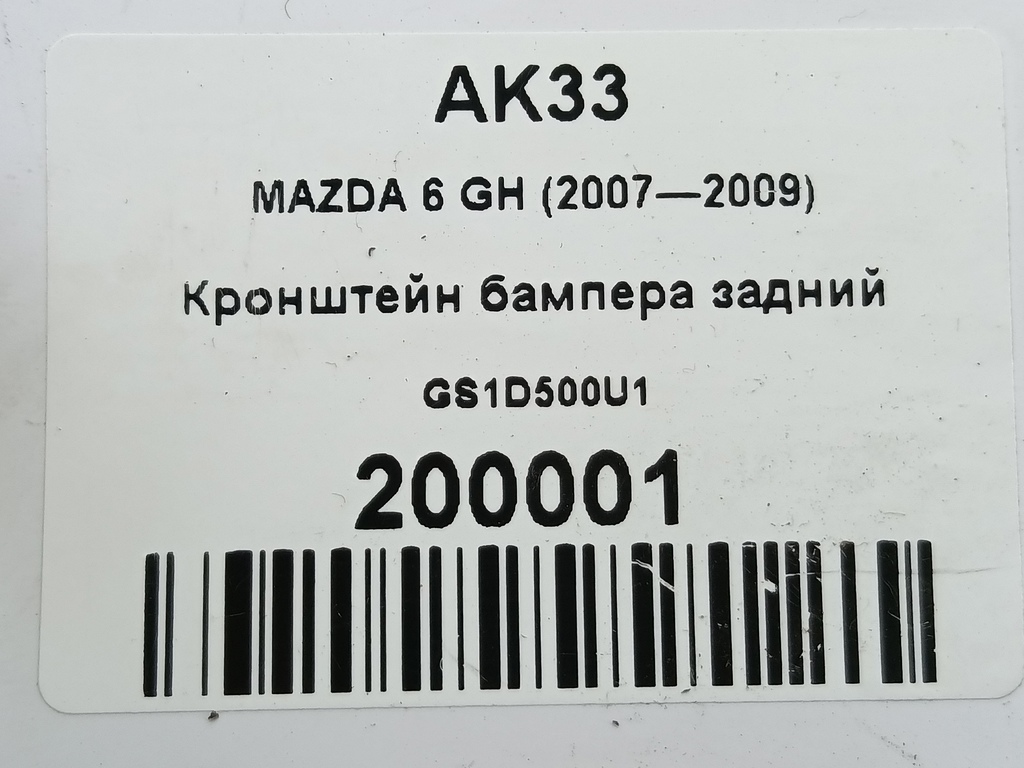 AK33
MAZDA 6 GH (2007—2009)
Кронштейн бампера задний
GS1D500U1
200001